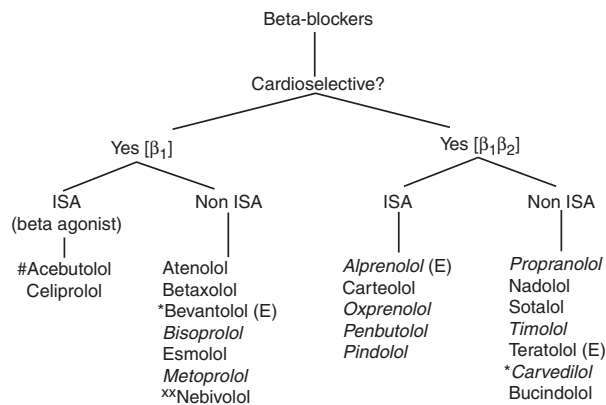 Beta-blockers
Cardioselective?
Yes [β₁]
Yes [β₁β₂]
ISA
(beta agonist)
Non ISA
ISA
Non ISA
#Acebutolol
Celiprolol
Atenolol
Betaxolol
*Bevantolol (E)
Bisoprolol
Esmolol
Metoprolol
xxNebivolol
Alprenolol (E)
Carteolol
Oxprenolol
Penbutolol
Pindolol
Propranolol
Nadolol
Sotalol
Timolol
Teratolol (E)
*Carvedilol
Bucindolol